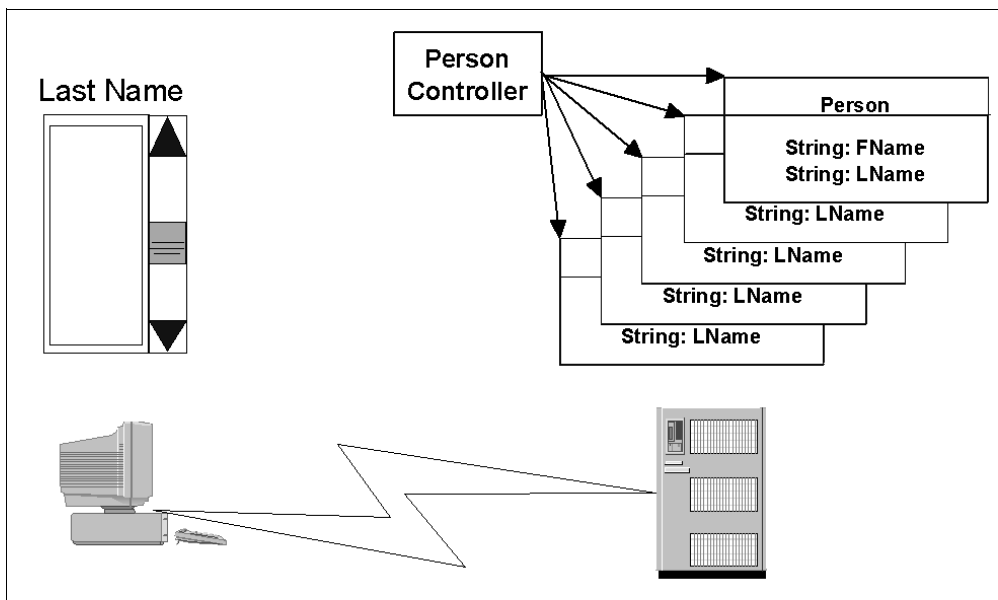 Last Name
Person
Controller
Person
String: FName
String: LName
String: LName
String: LName
String: LName
String: LName